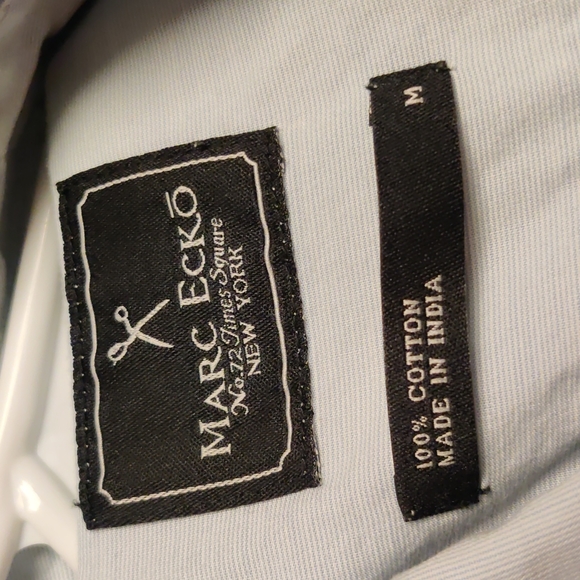 MARC ECKŌ
No. 72 Times Square
NEW YORK
M
100% COTTON
MADE IN INDIA